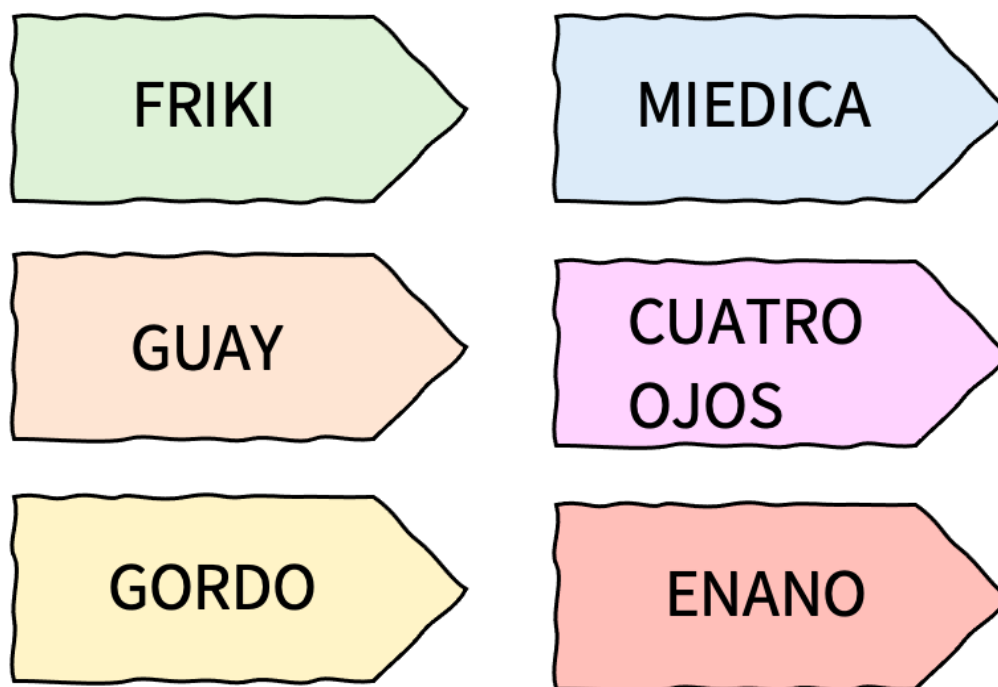 FRIKI
MIEDICA
GUAY
CUATRO
OJOS
GORDO
ENANO